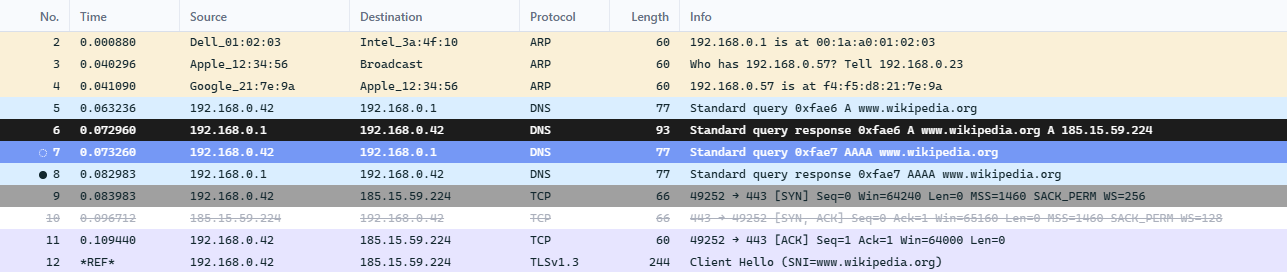 No. Time Source Destination Protocol Length Info
2 0.000880 Dell_01:02:03 Intel_3a:4f:10 ARP 60 192.168.0.1 is at 00:1a:a0:01:02:03
3 0.040296 Apple_12:34:56 Broadcast ARP 60 Who has 192.168.0.57? Tell 192.168.0.23
4 0.041090 Google_21:7e:9a Apple_12:34:56 ARP 60 192.168.0.57 is at f4:f5:d8:21:7e:9a
5 0.063236 192.168.0.42 192.168.0.1 DNS 77 Standard query 0xfae6 A www.wikipedia.org
6 0.072960 192.168.0.1 192.168.0.42 DNS 93 Standard query response 0xfae6 A www.wikipedia.org A 185.15.59.224
7 0.073260 192.168.0.42 192.168.0.1 DNS 77 Standard query 0xfae7 AAAA www.wikipedia.org
8 0.082983 192.168.0.1 192.168.0.42 DNS 77 Standard query response 0xfae7 AAAA www.wikipedia.org
9 0.083983 192.168.0.42 185.15.59.224 TCP 66 49252 → 443 [SYN] Seq=0 Win=64240 Len=0 MSS=1460 SACK_PERM WS=256
10 0.096712 185.15.59.224 192.168.0.42 TCP 66 443 → 49252 [SYN, ACK] Seq=0 Ack=1 Win=65160 Len=0 MSS=1460 SACK_PERM WS=128
11 0.109440 192.168.0.42 185.15.59.224 TCP 60 49252 → 443 [ACK] Seq=1 Ack=1 Win=64000 Len=0
12 *REF* 192.168.0.42 185.15.59.224 TLSv1.3 244 Client Hello (SNI=www.wikipedia.org)